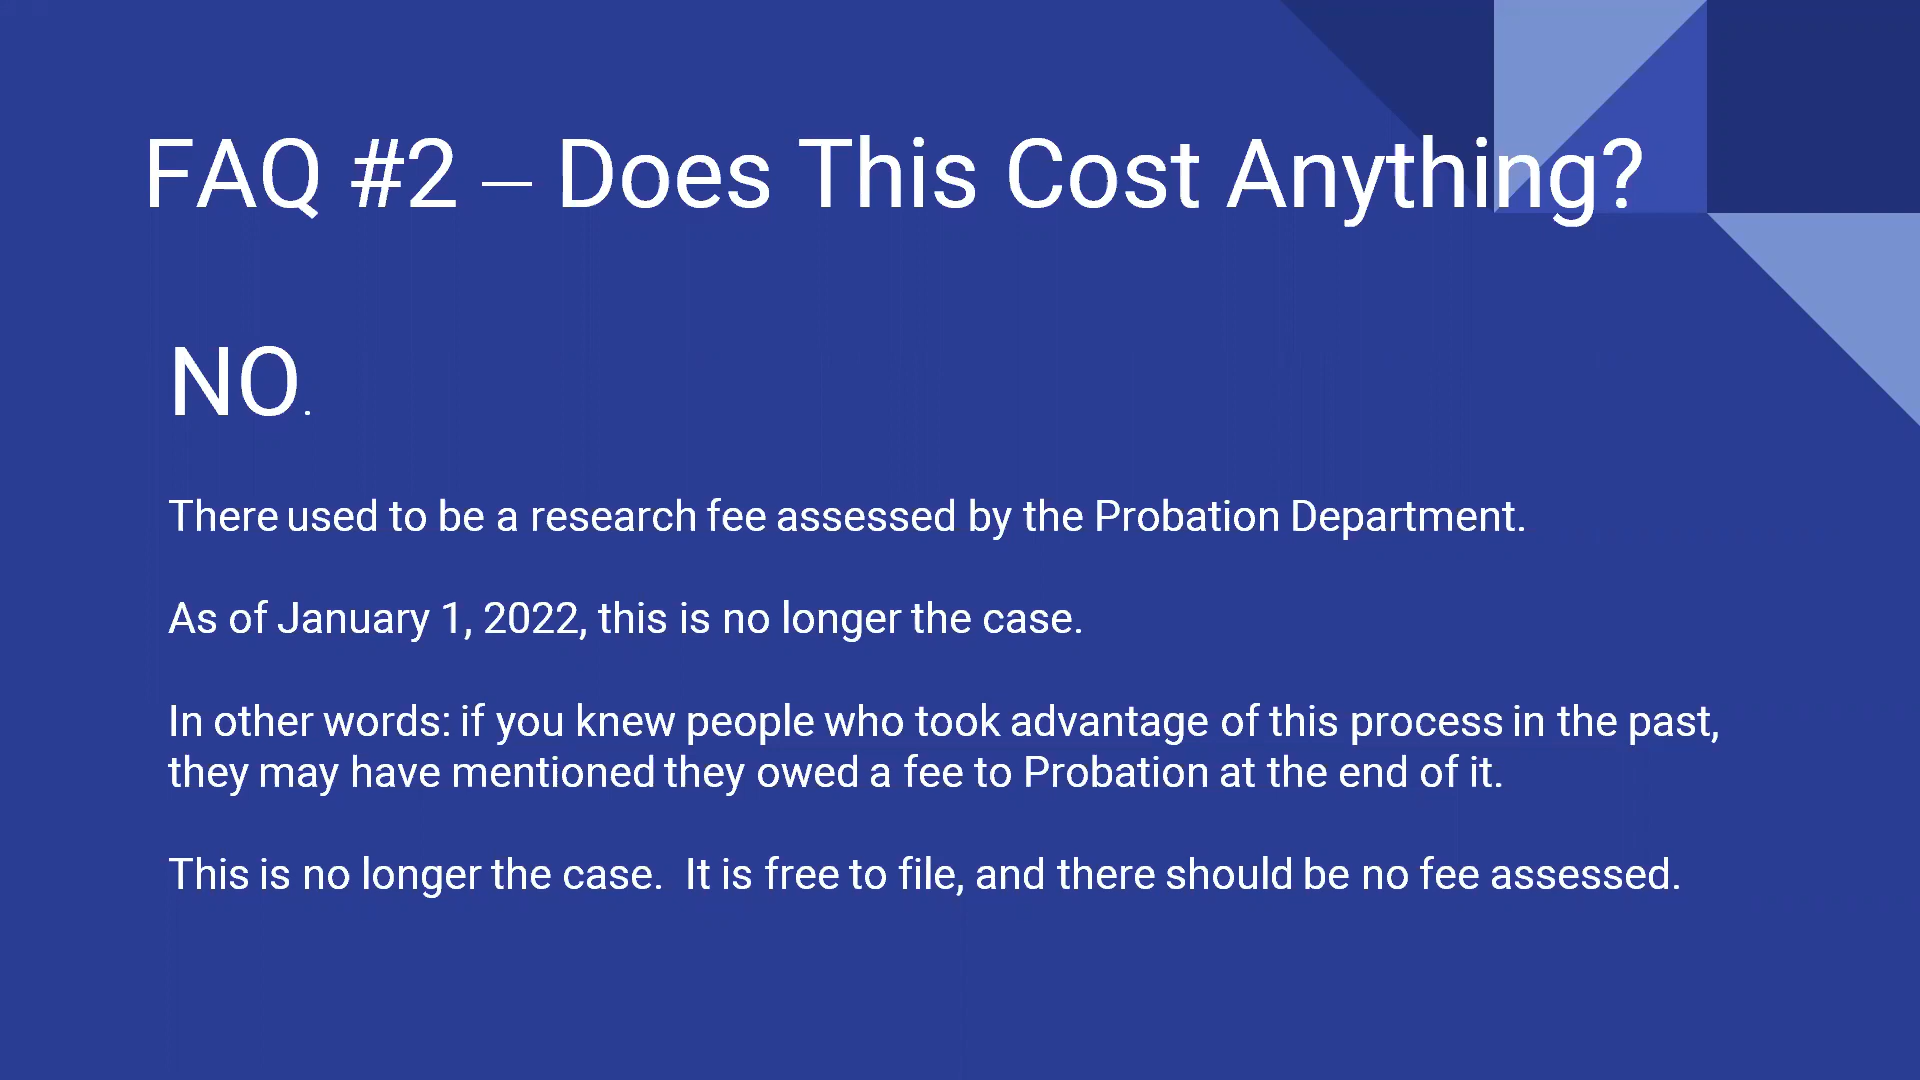 FAQ #2 – Does This Cost Anything?
NO.
There used to be a research fee assessed by the Probation Department.
As of January 1, 2022, this is no longer the case.
In other words: if you knew people who took advantage of this process in the past,
they may have mentioned they owed a fee to Probation at the end of it.
This is no longer the case.  It is free to file, and there should be no fee assessed.